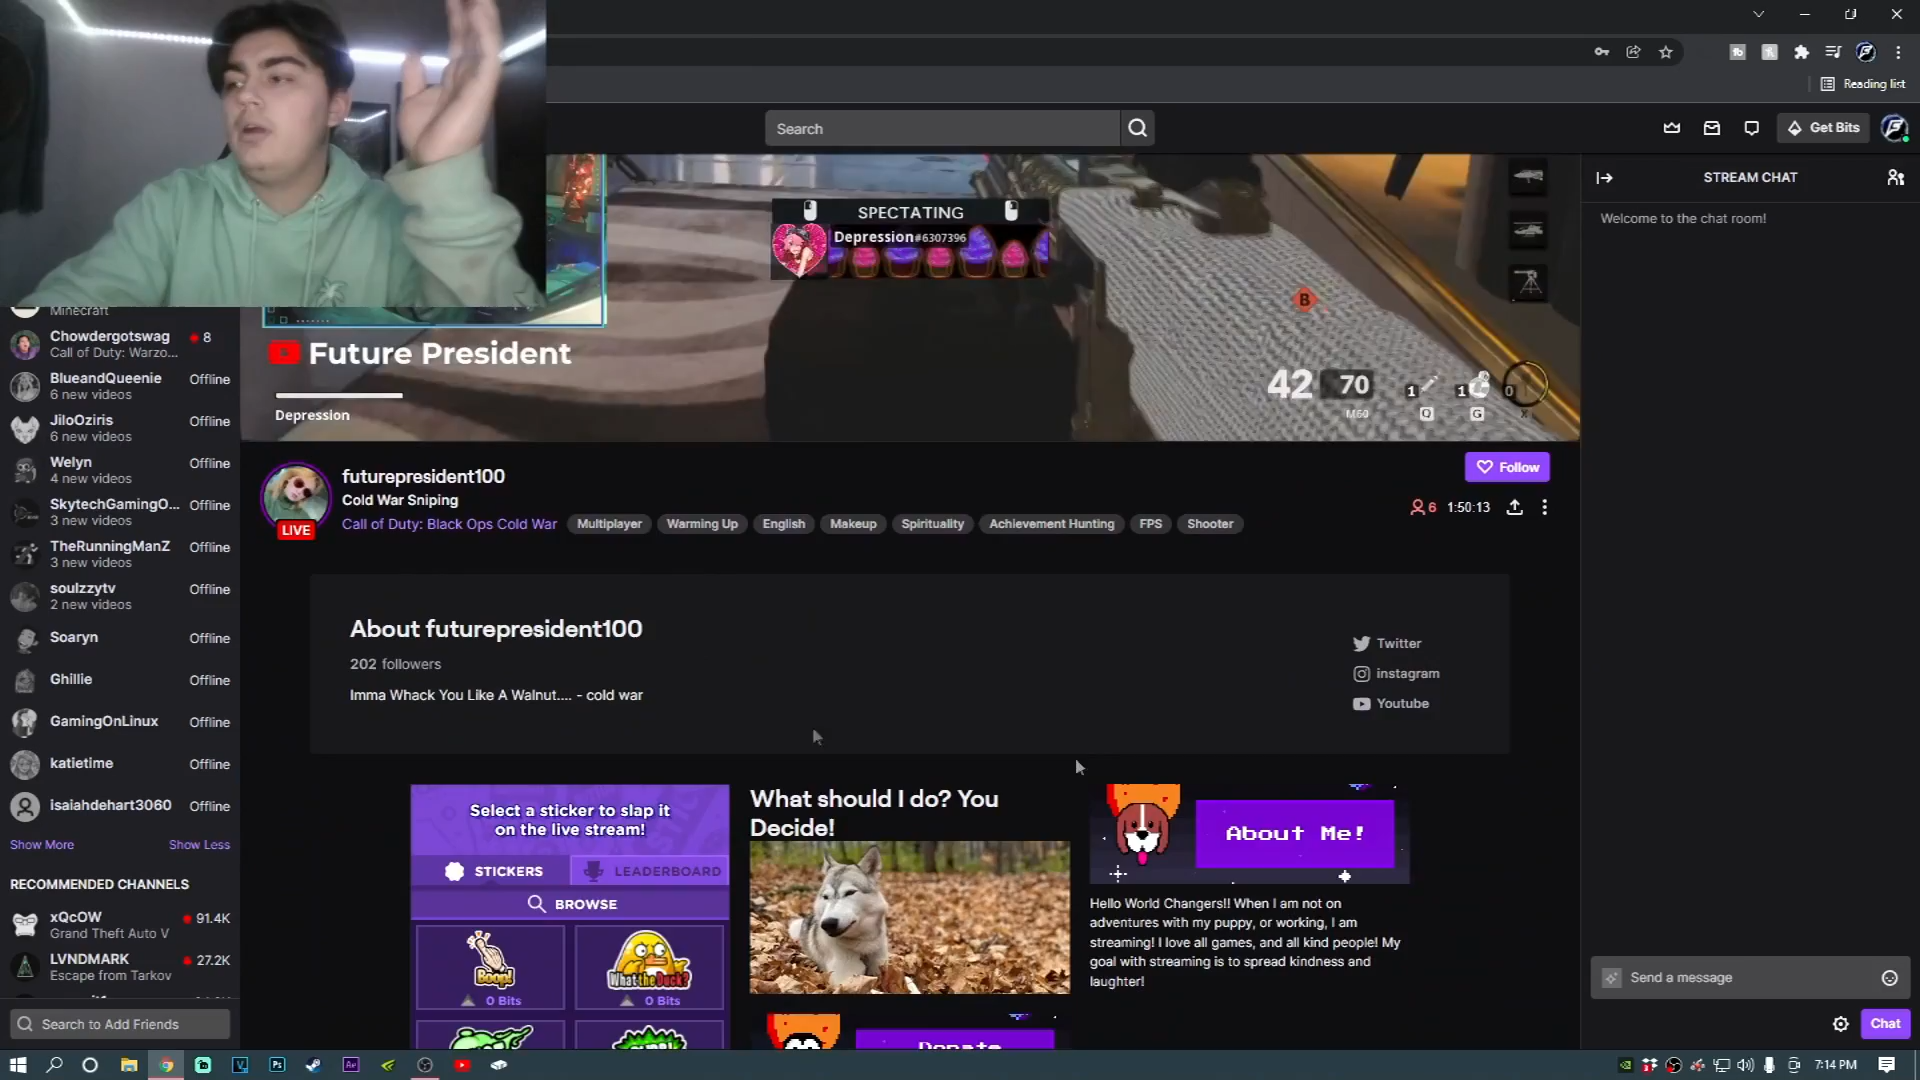 Reading list
Search
Get Bits
STREAM CHAT
Welcome to the chat room!
SPECTATING
Depression#6307396
B
Future President
Depression
42 70
M60
1 1 0
Q G X
Minecraft
Chowdergotswag 8
Call of Duty: Warzo...
BlueandQueenie Offline
6 new videos
JiloOziris Offline
6 new videos
Welyn Offline
4 new videos
SkytechGamingO... Offline
3 new videos
TheRunningManZ Offline
3 new videos
soulzzytv Offline
2 new videos
Soaryn Offline
Ghillie Offline
GamingOnLinux Offline
katietime Offline
isaiahdehart3060 Offline
Show More Show Less
RECOMMENDED CHANNELS
xQcOW 91.4K
Grand Theft Auto V
LVNDMARK 27.2K
Escape from Tarkov
Search to Add Friends
futurepresident100
Cold War Sniping
LIVE
Call of Duty: Black Ops Cold War Multiplayer Warming Up English Makeup Spirituality Achievement Hunting FPS Shooter
Follow
6 1:50:13
About futurepresident100
202 followers
Imma Whack You Like A Walnut.... - cold war
Twitter
instagram
Youtube
Select a sticker to slap it
on the live stream!
STICKERS LEADERBOARD
BROWSE
Boop!
0 Bits
What the Duck?
0 Bits
What should I do? You
Decide!
Donate
About Me!
Hello World Changers!! When I am not on
adventures with my puppy, or working, I am
streaming! I love all games, and all kind people! My
goal with streaming is to spread kindness and
laughter!
Send a message
Chat
7:14 PM